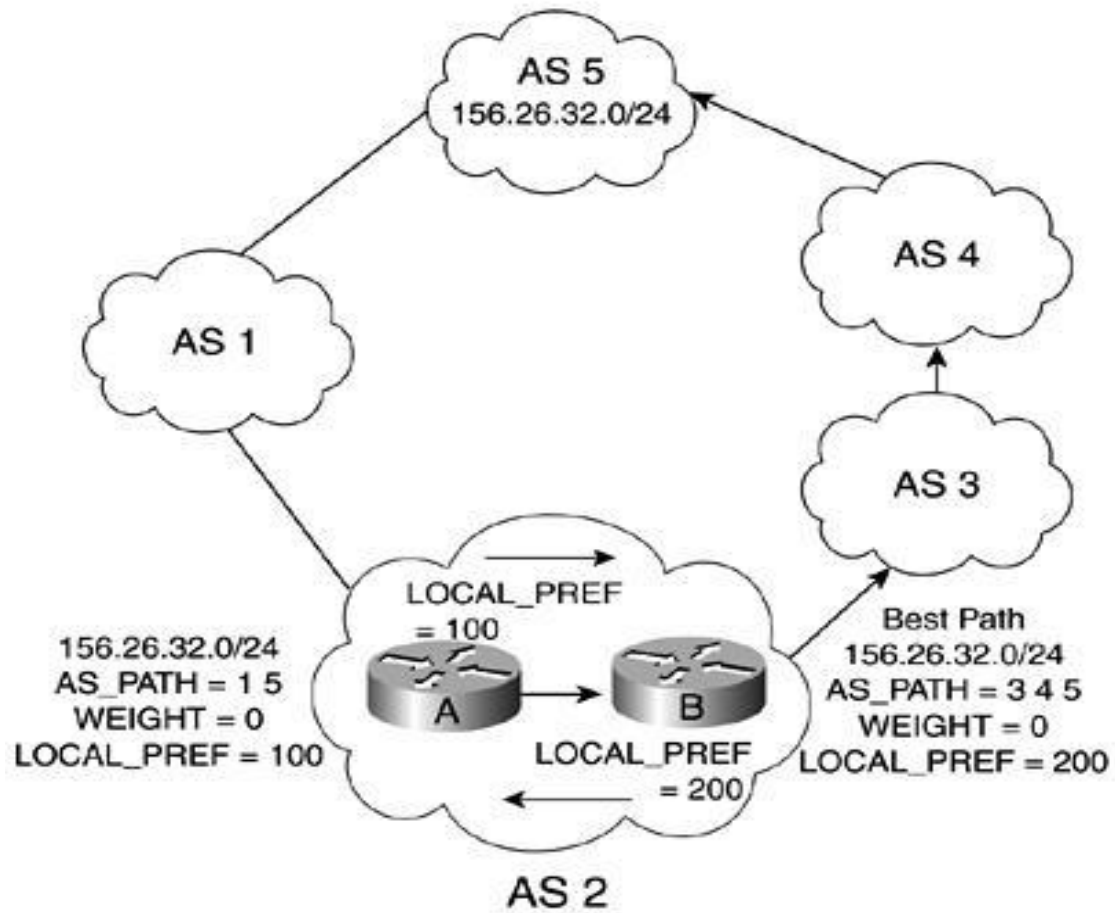 AS 5
156.26.32.0/24
AS 4
AS 1
AS 3
LOCAL_PREF
= 100
156.26.32.0/24
AS_PATH = 1 5
WEIGHT = 0
LOCAL_PREF = 100
A
B
LOCAL_PREF
= 200
Best Path
156.26.32.0/24
AS_PATH = 3 4 5
WEIGHT = 0
LOCAL_PREF = 200
AS 2